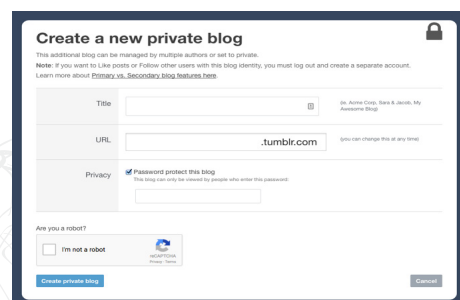 Create a new private blog
This additional blog can be managed by multiple authors or set to private.
Note: If you want to Like posts or Follow other users with this blog identity, you must log out and create a separate account.
Learn more about Primary vs. Secondary blog features here.
Title
(ie. Acme Corp, Sara & Jacob, My
Awesome Blog)
URL
.tumblr.com
(you can change this at any time)
Privacy
Password protect this blog
This blog can only be viewed by people who enter this password:
Are you a robot?
I'm not a robot
reCAPTCHA
Privacy - Terms
Create private blog
Cancel